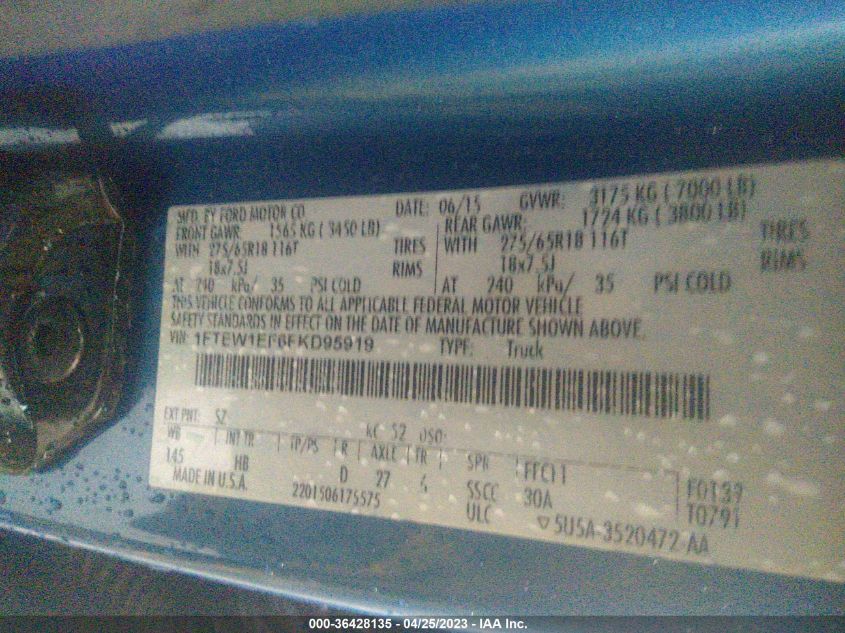 MFD. BY FORD MOTOR CO DATE: 06/15 GVWR: 3175 KG ( 7000 LB)
FRONT GAWR: 1565 KG ( 3450 LB) REAR GAWR: 1724 KG ( 3800 LB)
WITH 275/65R18 116T TIRES WITH 275/65R18 116T TIRES
18x7.5J RIMS 18x7.5J RIMS
AT 240 kPa/ 35 PSI COLD AT 240 kPa/ 35 PSI COLD
THIS VEHICLE CONFORMS TO ALL APPLICABLE FEDERAL MOTOR VEHICLE
SAFETY STANDARDS IN EFFECT ON THE DATE OF MANUFACTURE SHOWN ABOVE.
VIN: 1FTEW1EF6FKD95919 TYPE: Truck
EXT PNT: SZ RC: 52 DSO:
WB INT TR TP/PS R AXLE TR SPR
145 HB D 27
MADE IN U.S.A. 2201506175575
SSCC 30A
ULC 5U5A-3520472-AA
F0139
T0791
000-36428135 - 04/25/2023 - IAA Inc.